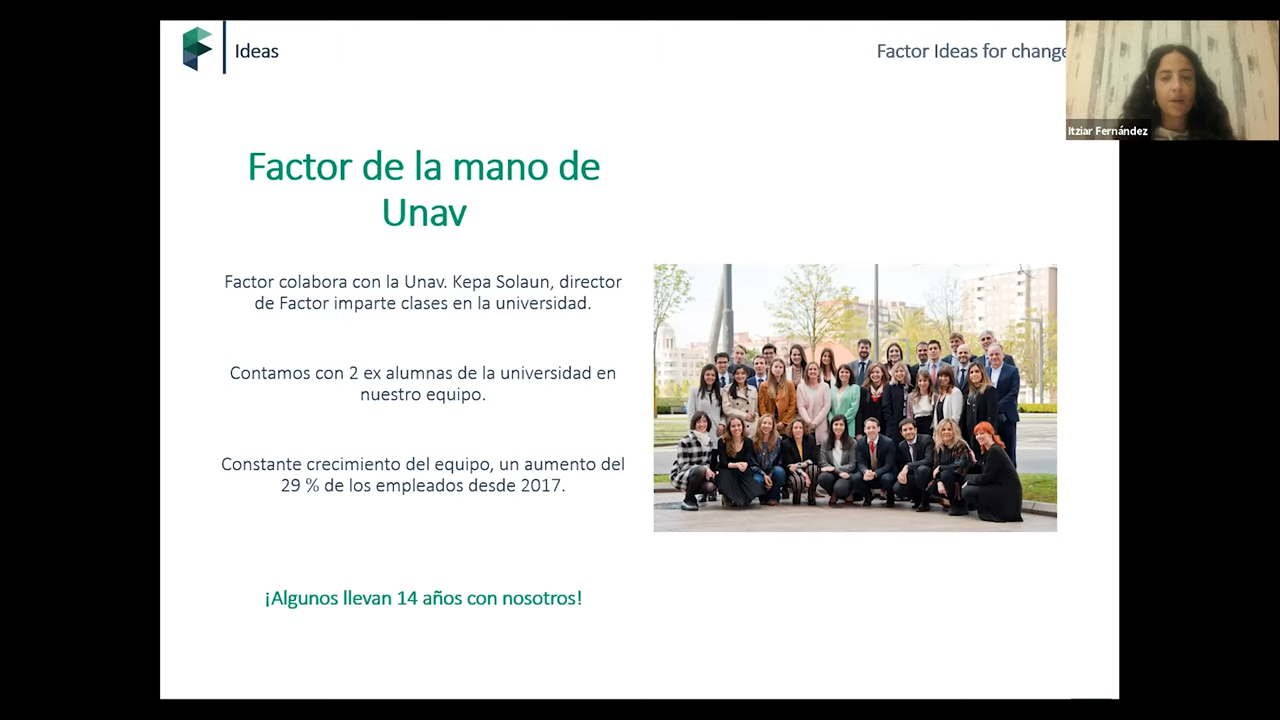 Ideas
Factor Ideas for change
Itziar Fernández
Factor de la mano de
Unav
Factor colabora con la Unav. Kepa Solaun, director
de Factor imparte clases en la universidad.
Contamos con 2 ex alumnas de la universidad en
nuestro equipo.
Constante crecimiento del equipo, un aumento del
29 % de los empleados desde 2017.
¡Algunos llevan 14 años con nosotros!